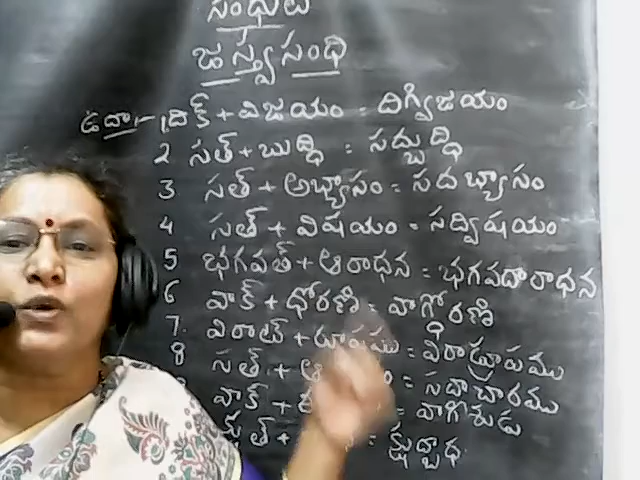 సంధులు
జశ్త్వసంధి
ఉదా:- 1 దిక్ + విజయం = దిగ్విజయం
2 సత్ + బుద్ధి = సద్బుద్ధి
3 సత్ + అభ్యాసం = సదభ్యాసం
4 సత్ + విషయం = సద్విషయం
5 భగవత్ + ఆరాధన = భగవదారాధన
6 వాక్ + ధోరణి = వాగ్ధోరణి
7. విరాట్ + రూపము = విరాడ్రూపము
8 సత్ + ఆ = సదాచారము
వాక్ + = వాగీశుడు
క్షుత్ + = క్షుద్బాధ